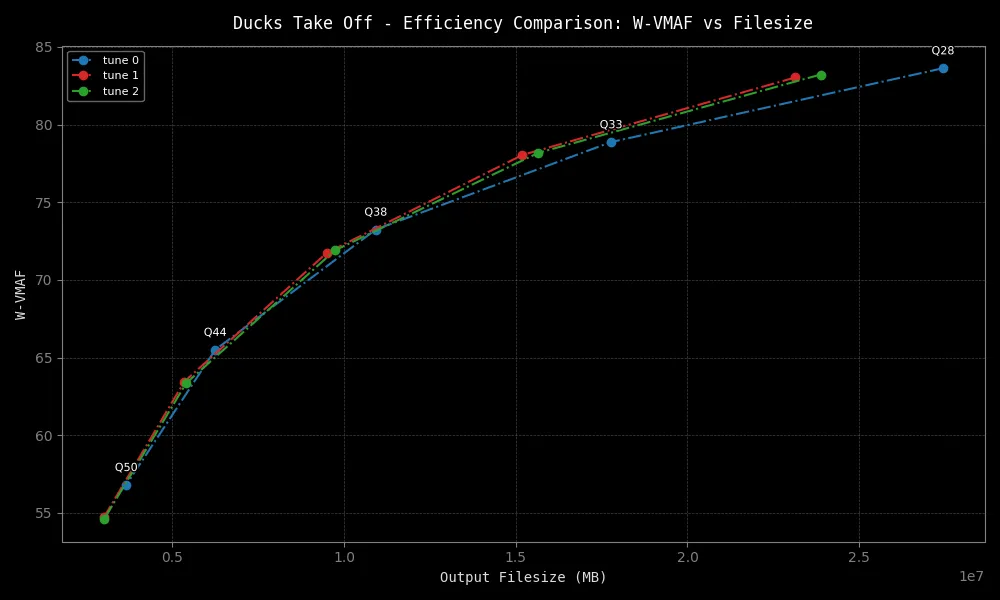 Ducks Take Off - Efficiency Comparison: W-VMAF vs Filesize
tune 0
tune 1
tune 2
Q28
Q33
Q38
Q44
Q50
85
80
75
70
65
60
55
W-VMAF
0.5
1.0
1.5
2.0
2.5
1e7
Output Filesize (MB)